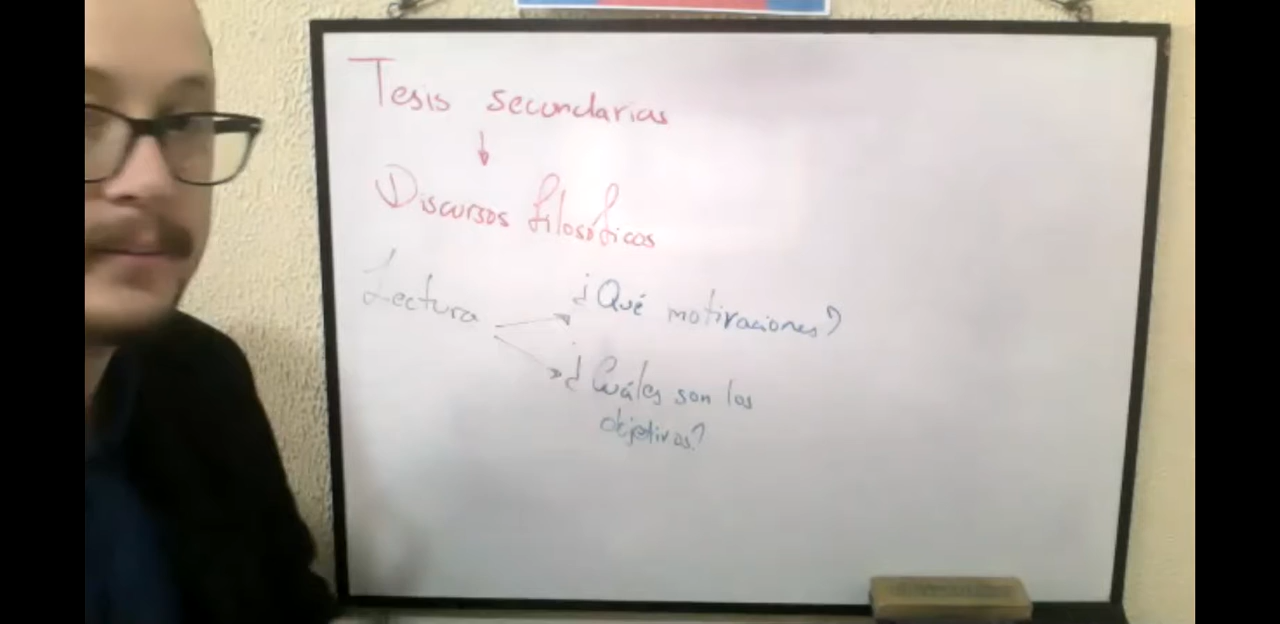 Tesis secundarias
Discursos filosóficos
Lectura
¿Qué motivaciones?
¿Cuáles son los
objetivos?